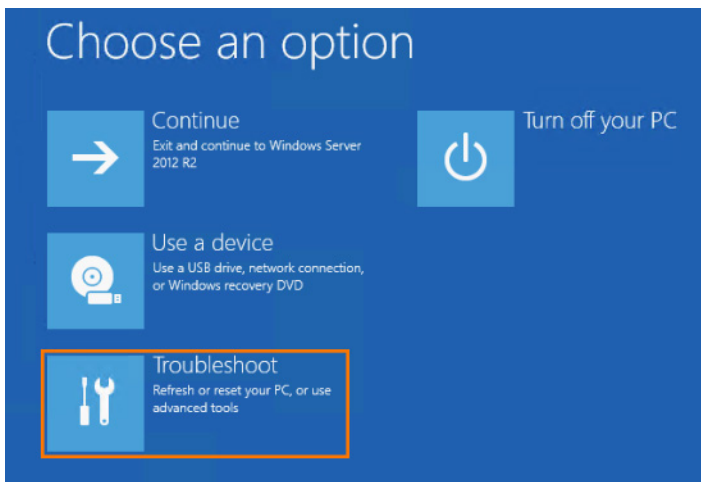 Choose an option
Continue
Exit and continue to Windows Server
2012 R2
Turn off your PC
Use a device
Use a USB drive, network connection,
or Windows recovery DVD
Troubleshoot
Refresh or reset your PC, or use
advanced tools